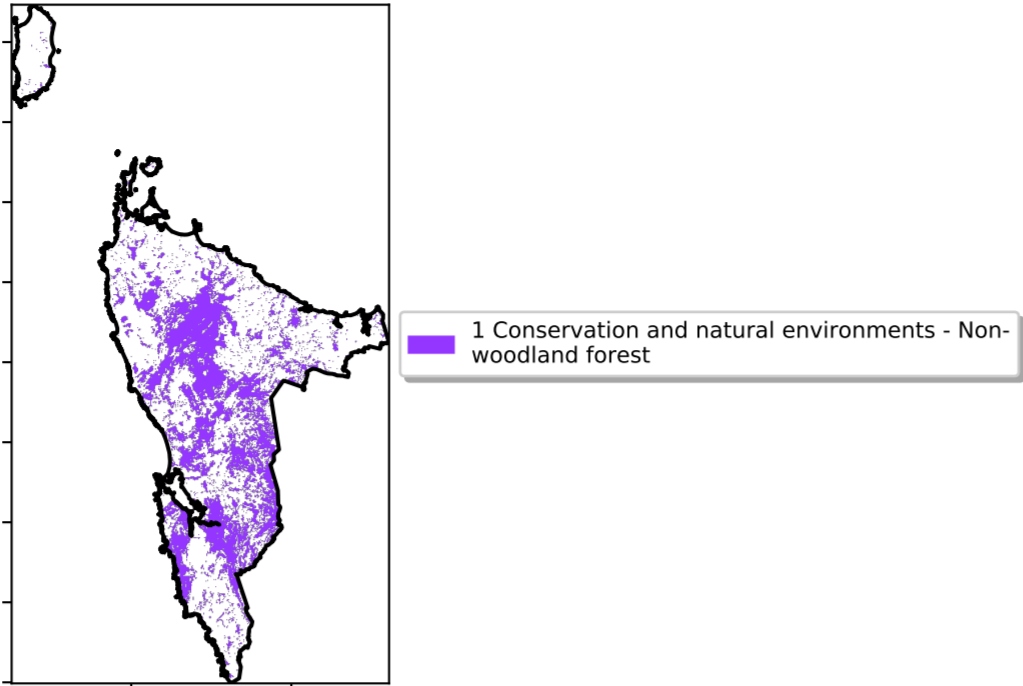 1 Conservation and natural environments - Non-
woodland forest